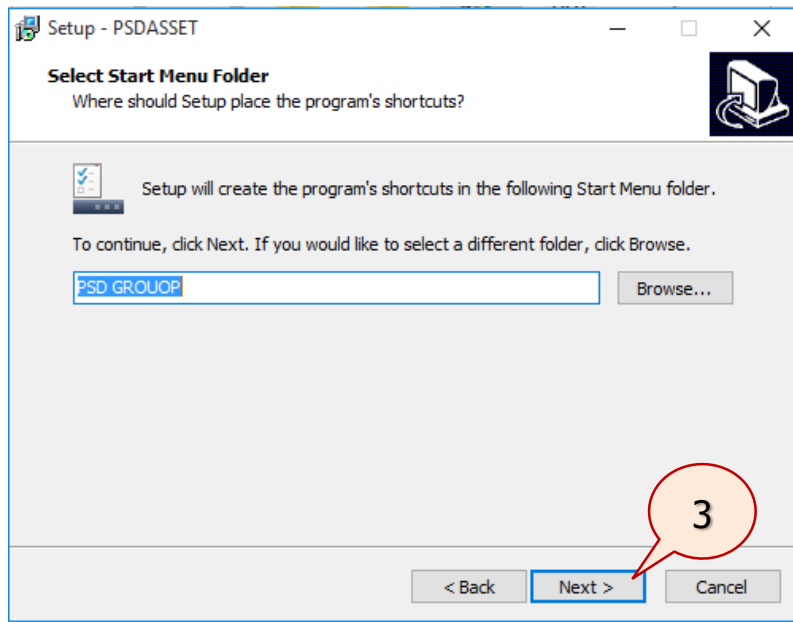 Setup - PSDASSET
Select Start Menu Folder
Where should Setup place the program's shortcuts?
Setup will create the program's shortcuts in the following Start Menu folder.
To continue, click Next. If you would like to select a different folder, click Browse.
PSD GROUOP
Browse...
3
< Back
Next >
Cancel